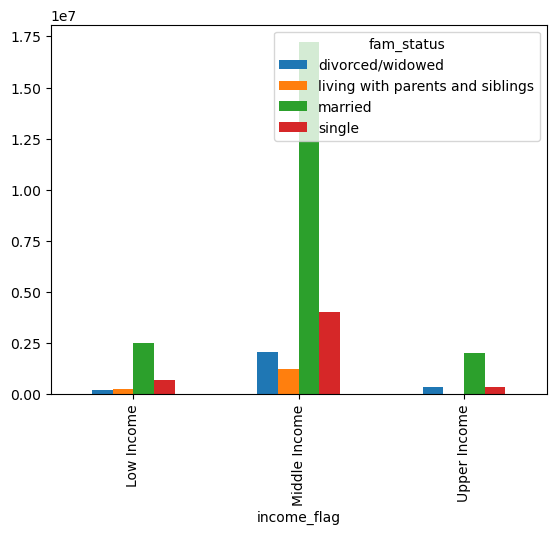 1e7
fam_status
divorced/widowed
living with parents and siblings
married
single
1.75
1.50
1.25
1.00
0.75
0.50
0.25
0.00
Low Income
Middle Income
Upper Income
income_flag